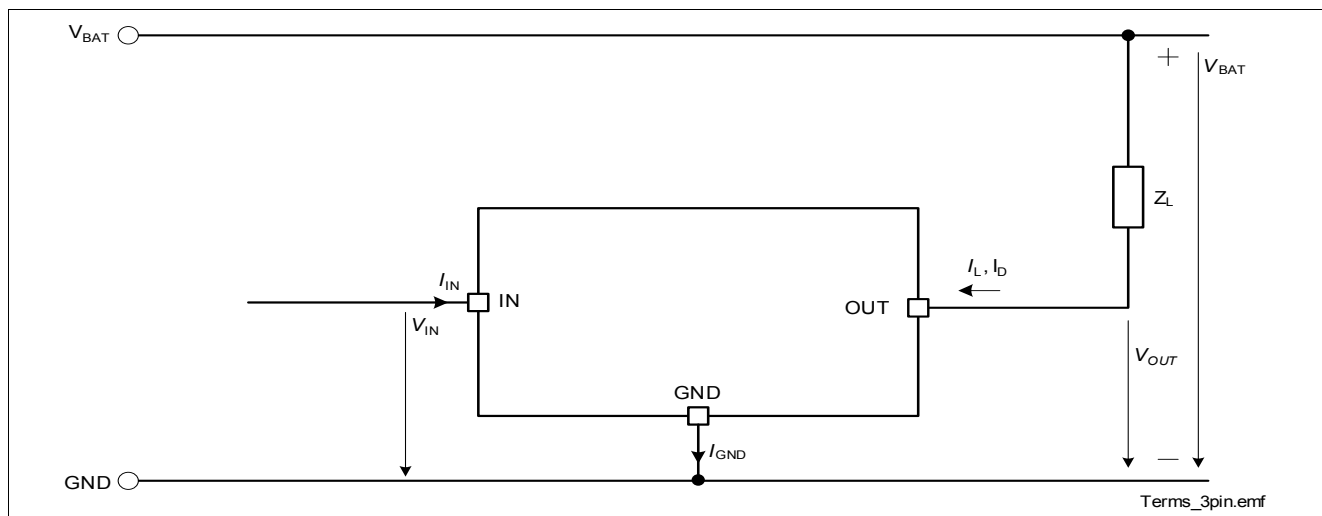 VBAT
+
VBAT
ZL
IIN
IN
IL, ID
OUT
VIN
VOUT
GND
IGND
GND
—
Terms_3pin.emf